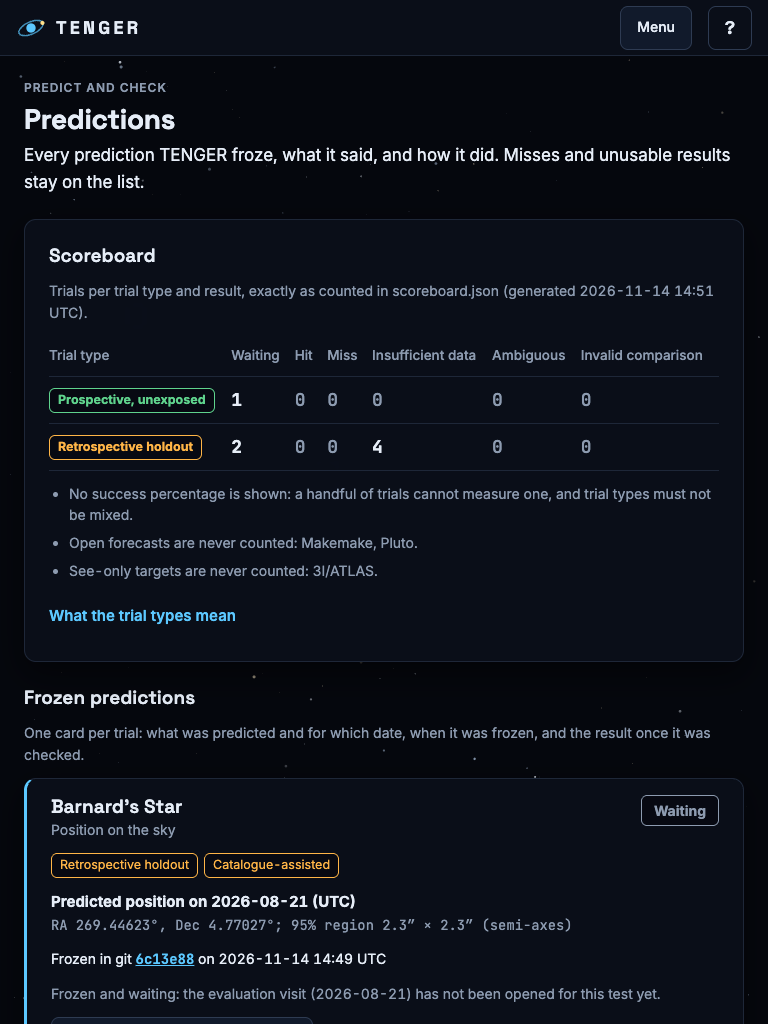 TENGER
Menu
?
PREDICT AND CHECK
Predictions
Every prediction TENGER froze, what it said, and how it did. Misses and unusable results
stay on the list.
Scoreboard
Trials per trial type and result, exactly as counted in scoreboard.json (generated 2026-11-14 14:51
UTC).
Trial type Waiting Hit Miss Insufficient data Ambiguous Invalid comparison
Prospective, unexposed 1 0 0 0 0 0
Retrospective holdout 2 0 0 4 0 0
• No success percentage is shown: a handful of trials cannot measure one, and trial types must not
be mixed.
• Open forecasts are never counted: Makemake, Pluto.
• See-only targets are never counted: 3I/ATLAS.
What the trial types mean
Frozen predictions
One card per trial: what was predicted and for which date, when it was frozen, and the result once it was
checked.
Barnard’s Star
Waiting
Position on the sky
Retrospective holdout Catalogue-assisted
Predicted position on 2026-08-21 (UTC)
RA 269.44623°, Dec 4.77027°; 95% region 2.3″ × 2.3″ (semi-axes)
Frozen in git 6c13e88 on 2026-11-14 14:49 UTC
Frozen and waiting: the evaluation visit (2026-08-21) has not been opened for this test yet.